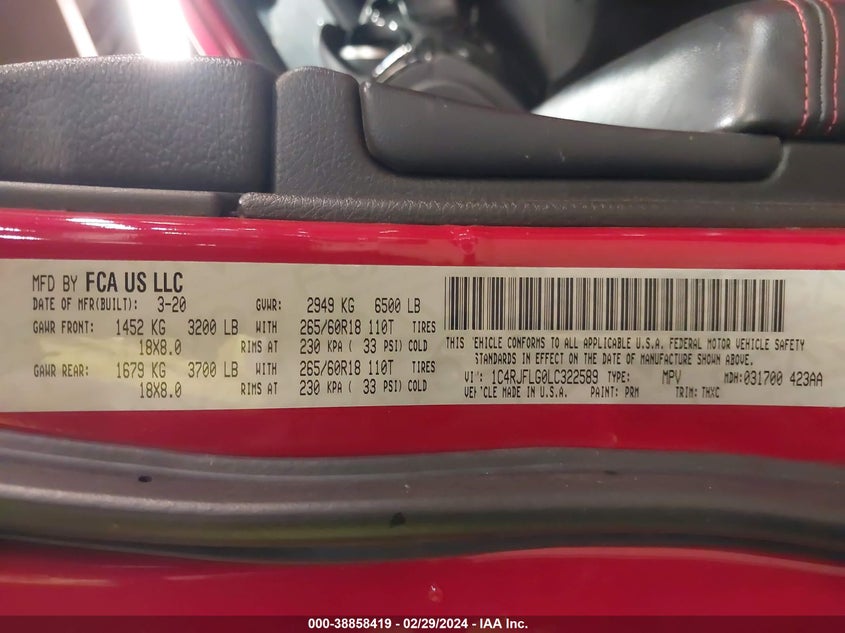 MFD BY FCA US LLC
DATE OF MFR(BUILT): 3-20 GVWR: 2949 KG 6500 LB
GAWR FRONT: 1452 KG 3200 LB WITH 265/60R18 110T TIRES
18X8.0 RIMS AT 230 KPA ( 33 PSI) COLD
GAWR REAR: 1679 KG 3700 LB WITH 265/60R18 110T TIRES
18X8.0 RIMS AT 230 KPA ( 33 PSI) COLD
THIS VEHICLE CONFORMS TO ALL APPLICABLE U.S.A. FEDERAL MOTOR VEHICLE SAFETY
STANDARDS IN EFFECT ON THE DATE OF MANUFACTURE SHOWN ABOVE.
VIN: 1C4RJFLG0LC322589 TYPE: MPV MDH: 031700 423AA
VEHICLE MADE IN U.S.A. PAINT: PRM TRIM: THXC
000-38858419 - 02/29/2024 - IAA Inc.